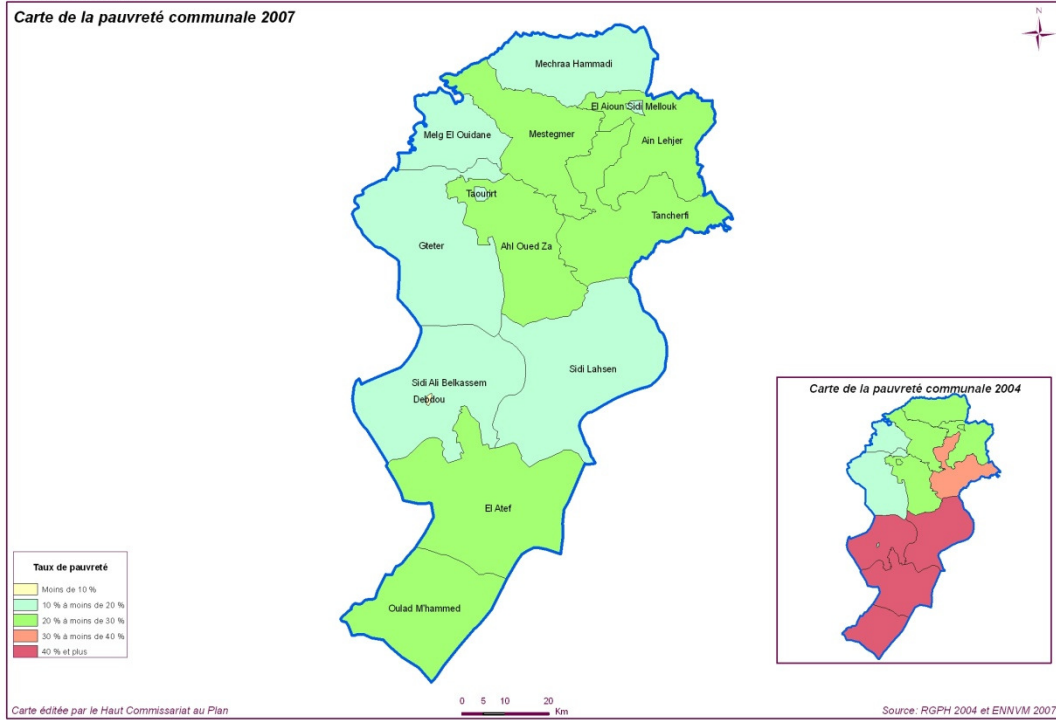 Carte de la pauvreté communale 2007
N
Mechraa Hammadi
El Aioun Sidi Mellouk
Melg El Ouidane
Mestegmer
Ain Lehjer
Taourirt
Tancherfi
Gteter
Ahl Oued Za
Sidi Lahsen
Sidi Ali Belkassem
Debdou
El Atef
Oulad M'hammed
Carte de la pauvreté communale 2004
Taux de pauvreté
Moins de 10 %
10 % à moins de 20 %
20 % à moins de 30 %
30 % à moins de 40 %
40 % et plus
0 5 10 20
Km
Carte éditée par le Haut Commissariat au Plan
Source: RGPH 2004 et ENNVM 2007